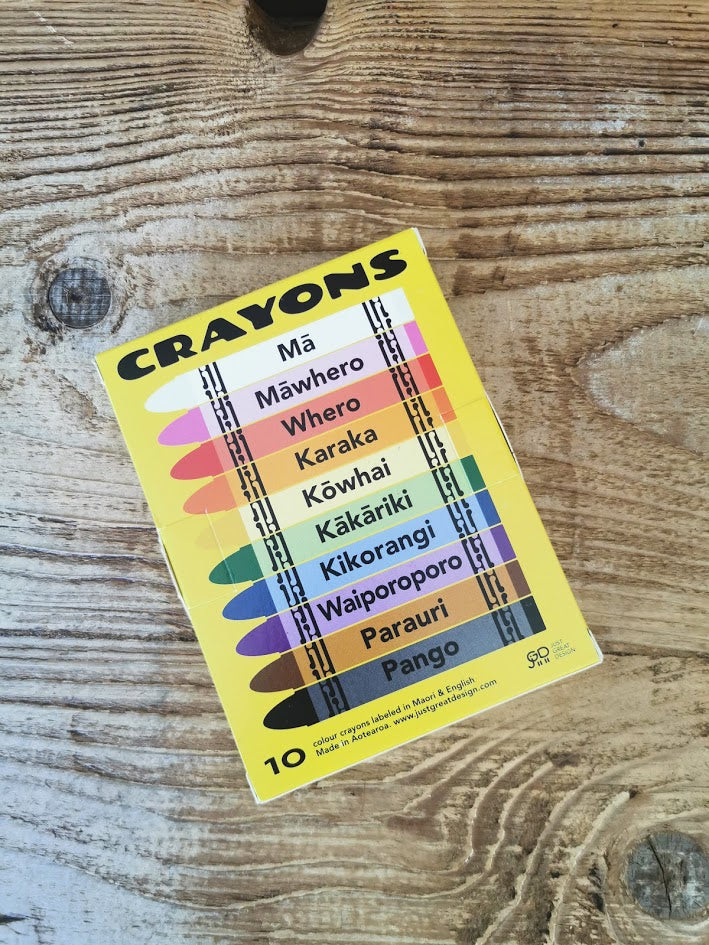 CRAYONS
Mā
Māwhero
Whero
Karaka
Kōwhai
Kākāriki
Kikorangi
Waiporoporo
Parauri
Pango
10
colour crayons labeled in Maori & English
Made in Aotearoa. www.justgreatdesign.com
JGD
JUST
GREAT
DESIGN